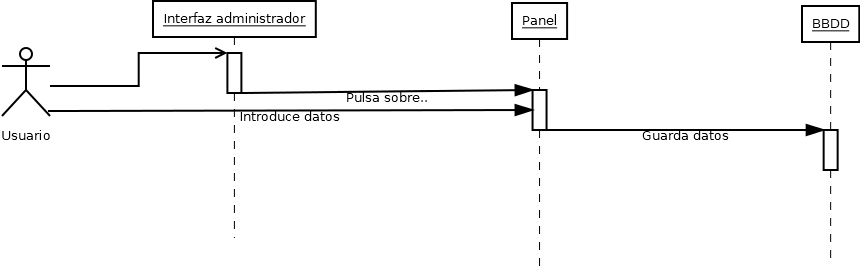 Interfaz administrador
Panel
BBDD
Pulsa sobre..
Introduce datos
Usuario
Guarda datos